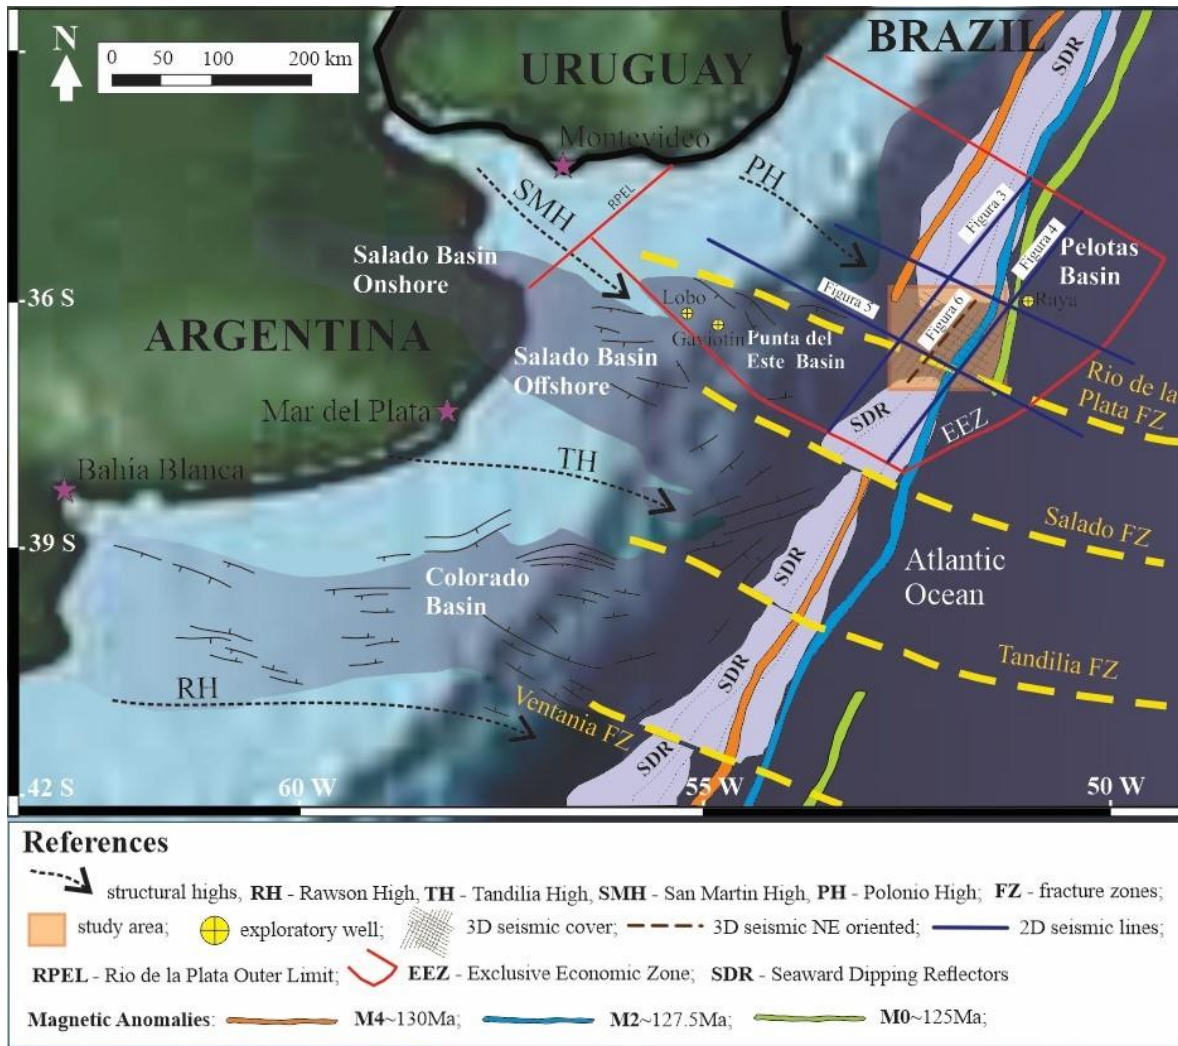 BRAZIL
N
0 50 100 200 km
URUGUAY
SDR
Montevideo
PH
SMH
RPEL
Figura 3
Figura 4
Pelotas
Basin
Salado Basin
Onshore
36 S
Figura 5
Figura 6
Raya
Lobo
Gaviotin
ARGENTINA
Punta del
Este Basin
Salado Basin
Offshore
Rio de la
Plata FZ
Mar del Plata
SDR
EEZ
TH
Bahía Blanca
Salado FZ
39 S
SDR
Atlantic
Ocean
Colorado
Basin
Tandilia FZ
SDR
RH
Ventania FZ
SDR
42 S
60 W
55 W
50 W
References
structural highs, RH - Rawson High, TH - Tandilia High, SMH - San Martin High, PH - Polonio High; FZ - fracture zones;
study area; exploratory well; 3D seismic cover; 3D seismic NE oriented; 2D seismic lines;
RPEL - Rio de la Plata Outer Limit; EEZ - Exclusive Economic Zone; SDR - Seaward Dipping Reflectors
Magnetic Anomalies: M4~130Ma; M2~127.5Ma; M0~125Ma;